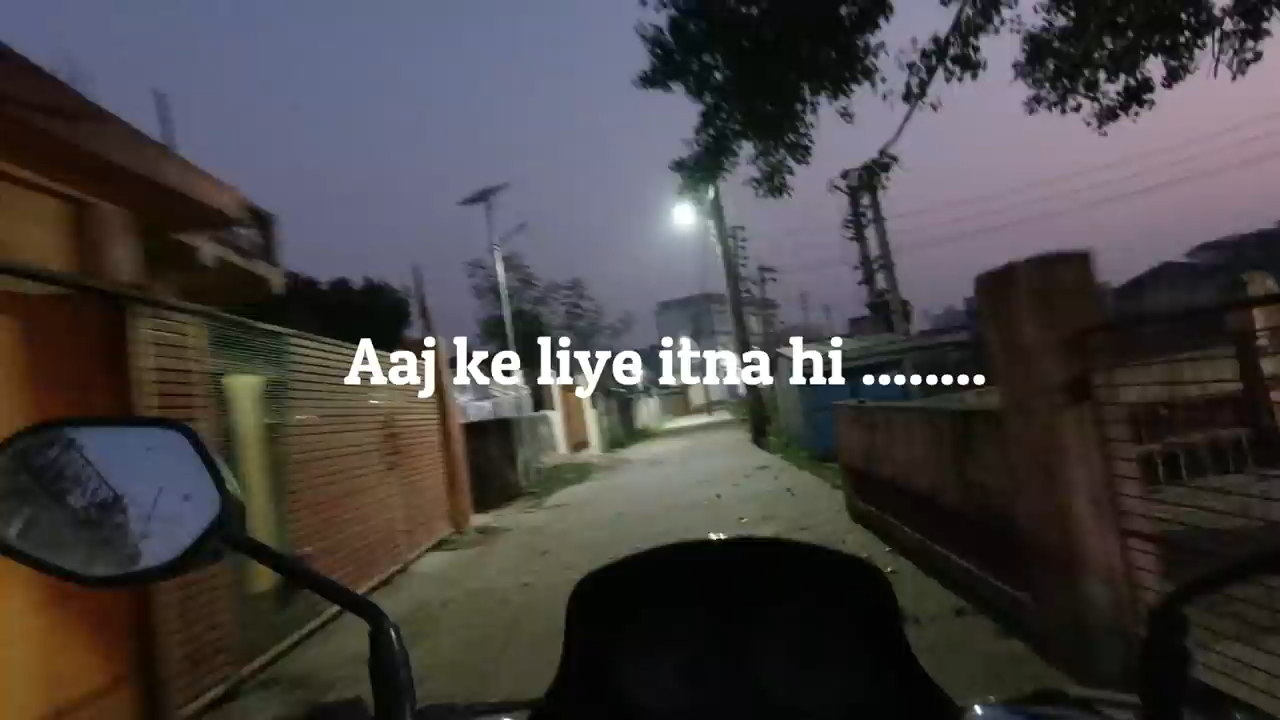 Aaj ke liye itna hi ........